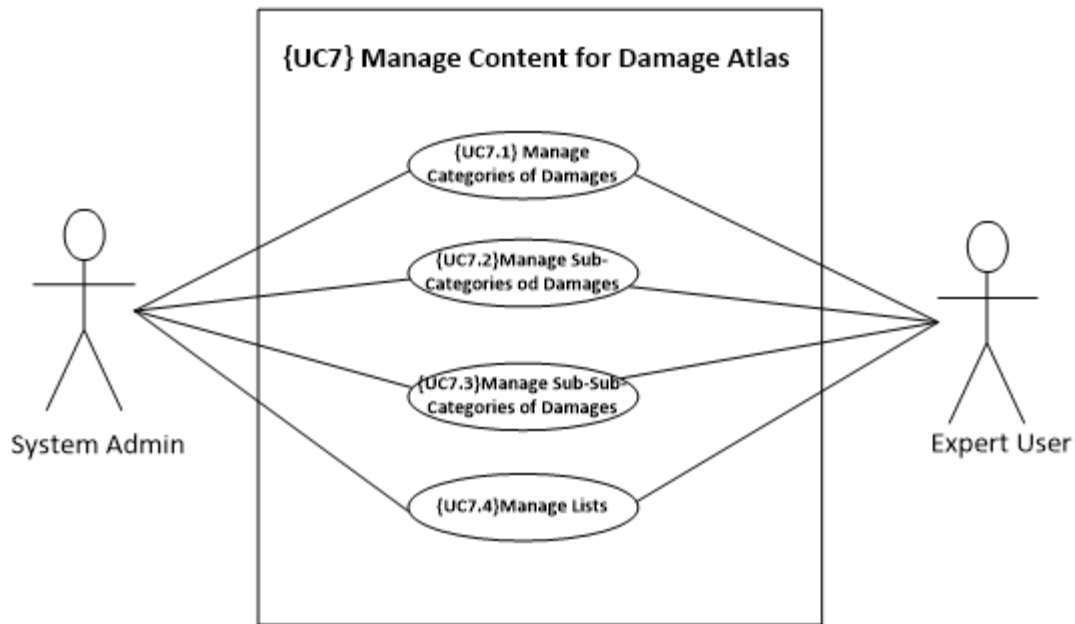 {UC7} Manage Content for Damage Atlas
{UC7.1} Manage
Categories of Damages
{UC7.2}Manage Sub-
Categories od Damages
{UC7.3}Manage Sub-Sub-
Categories of Damages
{UC7.4}Manage Lists
System Admin
Expert User